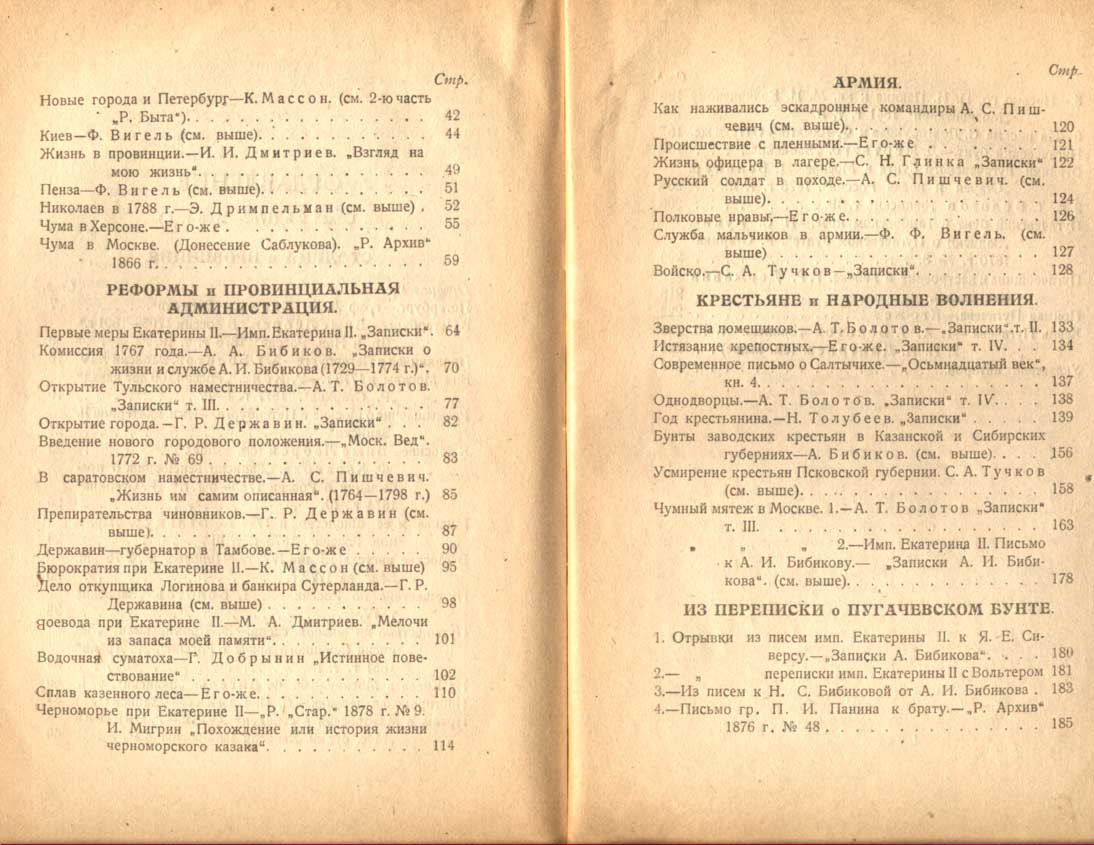 Стр.
Новые города и Петербург—К. Массон. (см. 2-ю часть
„Р. Быта“). . . . . . . . . . . . . . . . . . 42
Киев—Ф. Вигель (см. выше). . . . . . . . . . . . 44
Жизнь в провинции.—И. И. Дмитриев. „Взгляд на
мою жизнь“. . . . . . . . . . . . . . . . . . 49
Пенза—Ф. Вигель (см. выше). . . . . . . . . . . . 51
Николаев в 1788 г.—Э. Дримпельман (см. выше) . 52
Чума в Херсоне.—Его-же . . . . . . . . . . . . . . 55
Чума в Москве. (Донесение Саблукова). „Р. Архив“
1866 г. . . . . . . . . . . . . . . . . . . . 59
РЕФОРМЫ и ПРОВИНЦИАЛЬНАЯ
АДМИНИСТРАЦИЯ.
Первые меры Екатерины II.—Имп. Екатерина II. „Записки“. 64
Комиссия 1767 года.—А. А. Бибиков. „Записки о
жизни и службе А. И. Бибикова (1729—1774 г.)“. 70
Открытие Тульского наместничества.—А. Т. Болотов.
„Записки“ т. III. . . . . . . . . . . . . . . . 77
Открытие города.—Г. Р. Державин. „Записки“ . . . 82
Введение нового городового положения.—„Моск. Вед“.
1772 г. № 69 . . . . . . . . . . . . . . . . . 83
В саратовском наместничестве.—А. С. Пишчевич.
„Жизнь им самим описанная“. (1764—1798 г.) 85
Препирательства чиновников.—Г. Р. Державин (см.
выше). . . . . . . . . . . . . . . . . . . . 87
Державин—губернатор в Тамбове.—Его-же . . . . . 90
Бюрократия при Екатерине II.—К. Массон (см. выше) 95
Дело откупщика Логинова и банкира Сутерланда.—Г. Р.
Державина (см. выше) . . . . . . . . . . . . 98
воевода при Екатерине II.—М. А. Дмитриев. „Мелочи
из запаса моей памяти“. . . . . . . . . . . . 101
Водочная суматоха—Г. Добрынин „Истинное пове-
ствование“ . . . . . . . . . . . . . . . . . . 102
Сплав казенного леса—Его-же. . . . . . . . . . . . 110
Черноморье при Екатерине II—„Р. „Стар.“ 1878 г. № 9.
И. Мигрин „Похождение или история жизни
черноморского казака“. . . . . . . . . . . . . 114
Стр.
АРМИЯ.
Как наживались эскадронные командиры А. С. Пиш-
чевич (см. выше). . . . . . . . . . . . . . . . 120
Происшествие с пленными.—Его-же . . . . . . . . 121
Жизнь офицера в лагере.—С. Н. Глинка „Записки“ 122
Русский солдат в походе.—А. С. Пишчевич. (см.
выше). . . . . . . . . . . . . . . . . . . . 124
Полковые нравы,—Его-же. . . . . . . . . . . . . . 126
Служба мальчиков в армии.—Ф. Ф. Вигель. (см.
выше) . . . . . . . . . . . . . . . . . . . . 127
Войско.—С. А. Тучков—„Записки“. . . . . . . . . 128
КРЕСТЬЯНЕ и НАРОДНЫЕ ВОЛНЕНИЯ.
Зверства помещиков.—А. Т. Болотов.—„Записки“.т. II. 133
Истязание крепостных.—Его-же. „Записки“ т. IV. . . 134
Современное письмо о Салтычихе.—„Осьмнадцатый век“,
кн. 4. . . . . . . . . . . . . . . . . . . . . 137
Однодворцы.—А. Т. Болотов. „Записки“ т. IV. . . . 138
Год крестьянина.—Н. Толубеев. „Записки“ . . . . . 139
Бунты заводских крестьян в Казанской и Сибирских
губерниях—А. Бибиков. (см. выше). . . . 156
Усмирение крестьян Псковской губернии. С. А. Тучков
(см. выше). . . . . . . . . . . . . . . . . . 158
Чумный мятеж в Москве. 1.—А. Т. Болотов „Записки“
т. III. . . . . . . . . . . . . . . . . . . . . 163
„ „ „ 2.—Имп. Екатерина II. Письмо
к А. И. Бибикову.— „Записки А. И. Биби-
кова“. (см. выше). . . . . . . . . . . . . . . 178
ИЗ ПЕРЕПИСКИ о ПУГАЧЕВСКОМ БУНТЕ.
1. Отрывки из писем имп. Екатерины II. к Я. Е. Си-
версу.—„Записки А. Бибикова“. . . . 180
2.— „ переписки имп. Екатерины II с Вольтером 181
3.—Из писем к Н. С. Бибиковой от А. И. Бибикова . 183
4.—Письмо гр. П. И. Панина к брату.—„Р. Архив“
1876 г. № 48 . . . . . . . . . . . . . . . . . 185